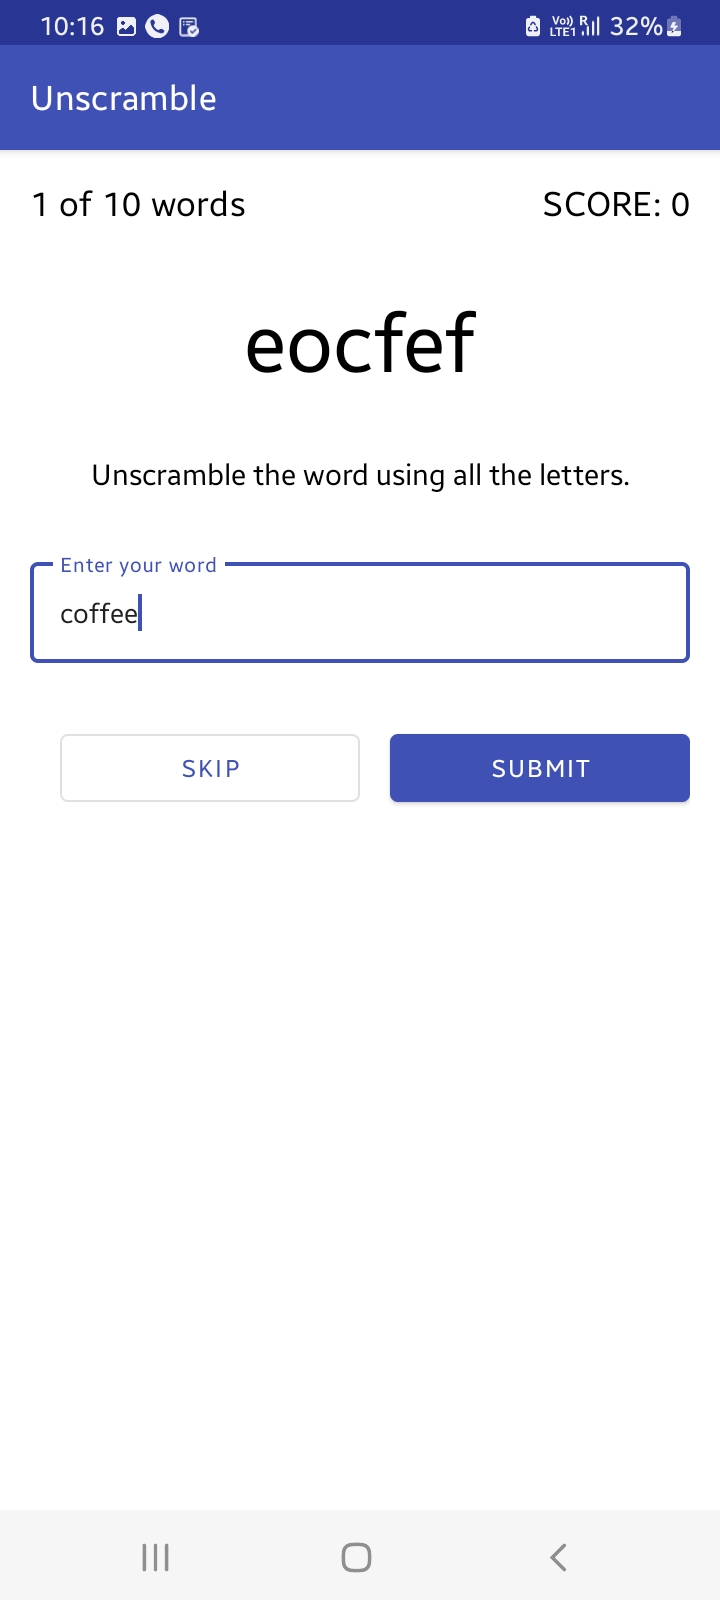 10:16 Vo)) LTE1 R 32%
Unscramble
1 of 10 words SCORE: 0
eocfef
Unscramble the word using all the letters.
Enter your word
coffee
SKIP SUBMIT